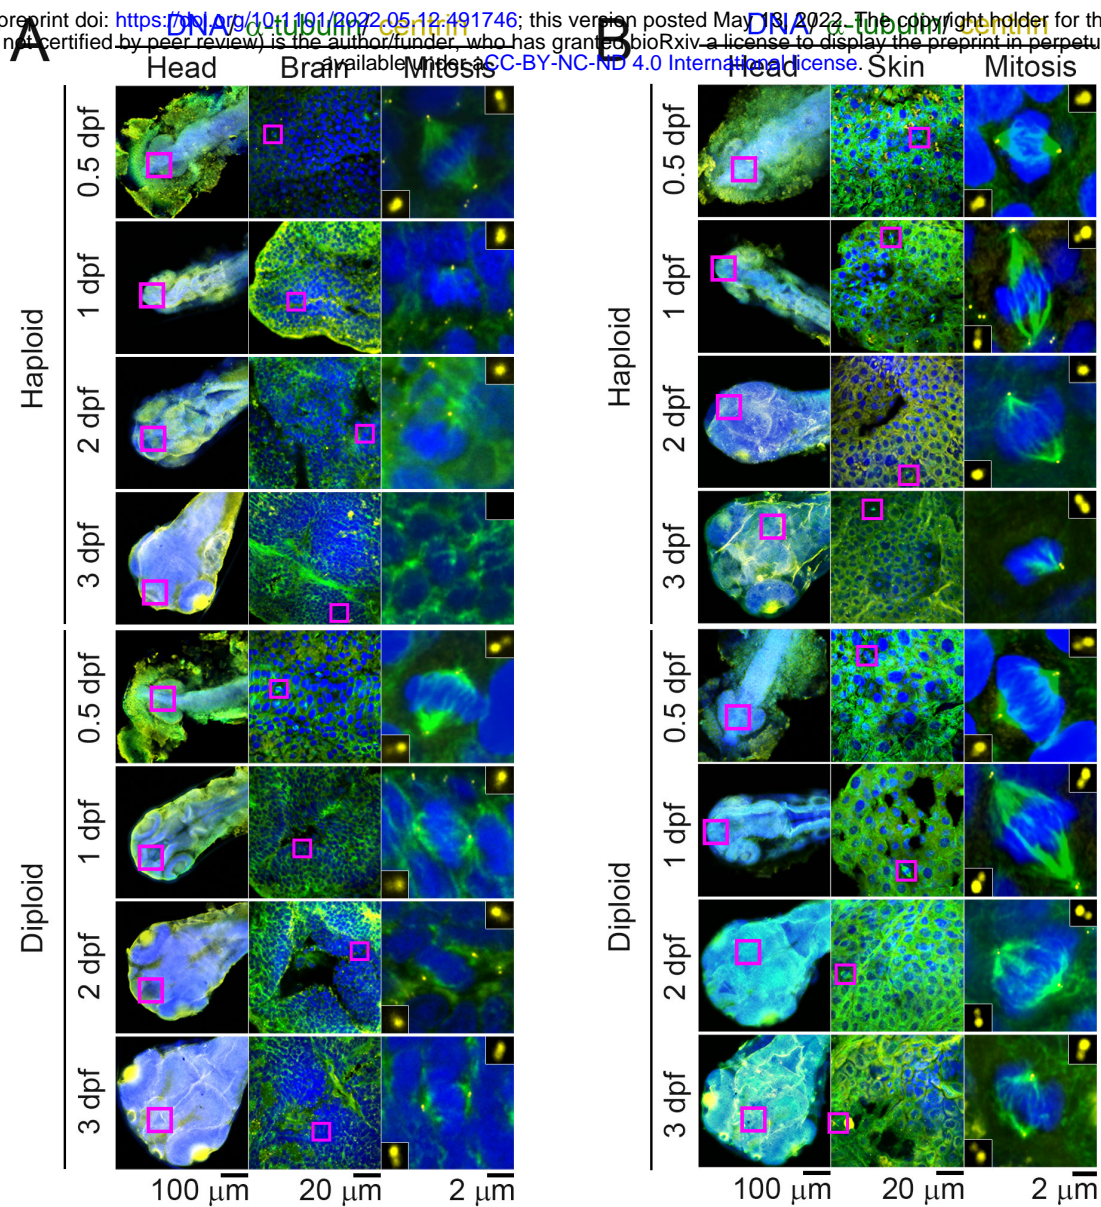 preprint doi: https://doi.org/10.1101/2022.05.12.491746; this version posted May 13, 2022. The copyright holder for th
not certified by peer review) is the author/funder, who has granted bioRxiv a license to display the preprint in perpetu
available under aCC-BY-NC-ND 4.0 International license.
A
DNA/ α-tubulin/ centrin
Head Brain Mitosis
Haploid
0.5 dpf
1 dpf
2 dpf
3 dpf
Diploid
0.5 dpf
1 dpf
2 dpf
3 dpf
100 μm 20 μm 2 μm
B
DNA/ α-tubulin/ centrin
Head Skin Mitosis
Haploid
0.5 dpf
1 dpf
2 dpf
3 dpf
Diploid
0.5 dpf
1 dpf
2 dpf
3 dpf
100 μm 20 μm 2 μm